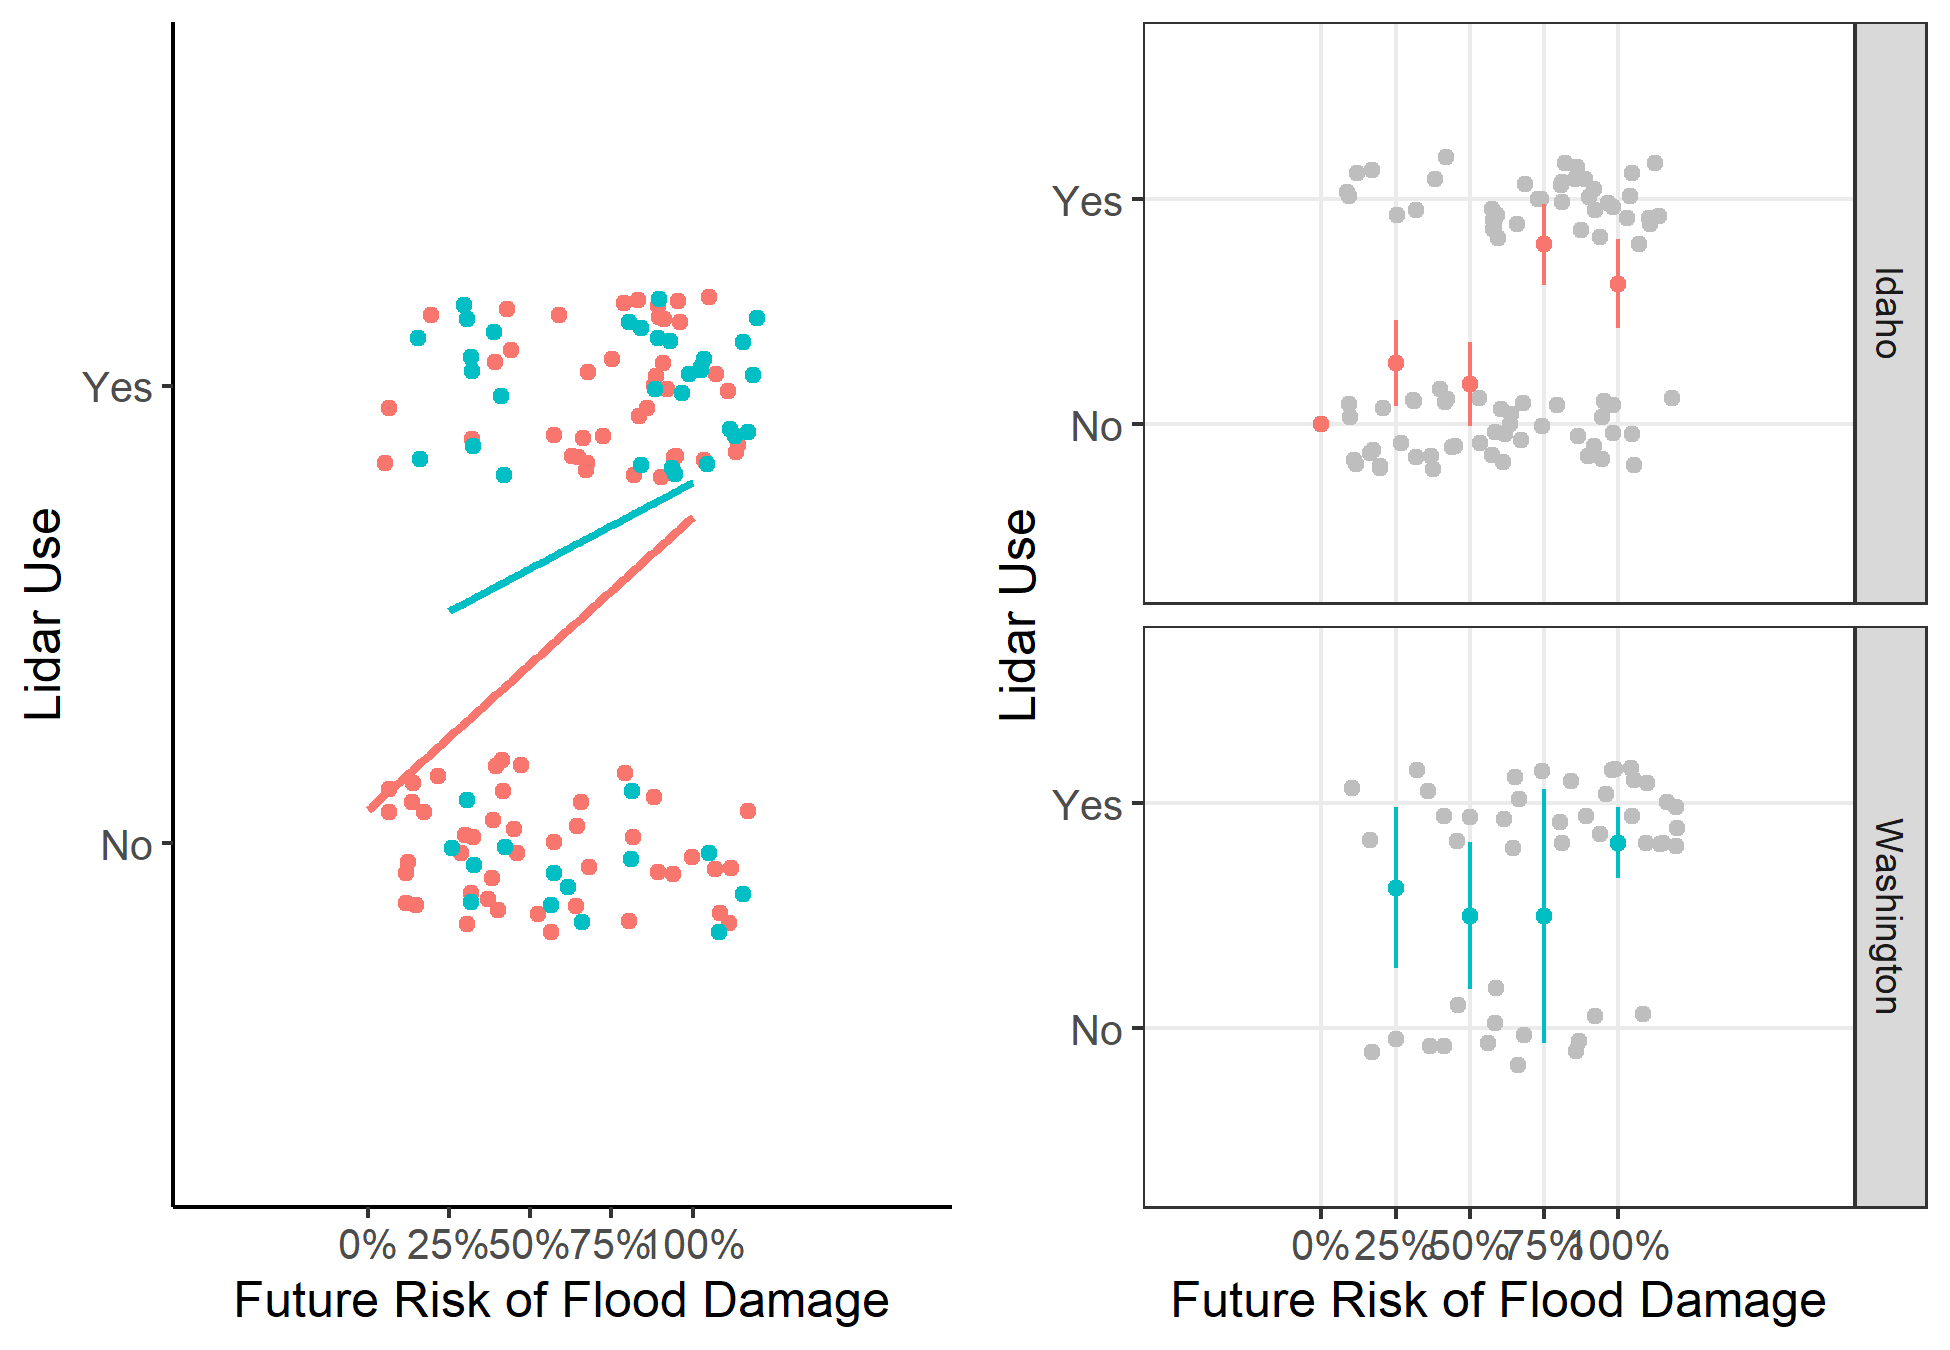 Lidar Use
Yes
No
0% 25% 50% 75% 100%
Future Risk of Flood Damage
Lidar Use
Yes
No
Idaho
Yes
No
Washington
0% 25% 50% 75% 100%
Future Risk of Flood Damage